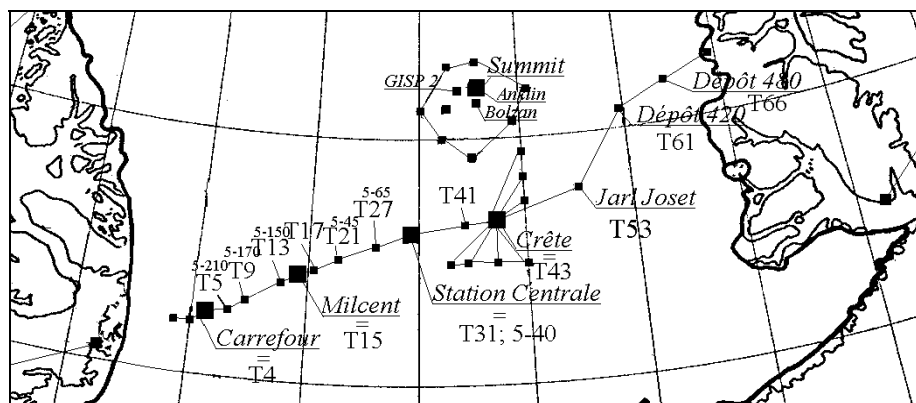 Summit
GISP 2
Anklin
Bolzan
Dépôt 480
T66
Dépôt 420
T61
Jarl Joset
T53
T41
Crête
=
T43
5-65
T27
5-45
T21
T17
5-150
T13
5-170
T9
5-210
T5
Station Centrale
=
T31; 5-40
Milcent
=
T15
Carrefour
=
T4